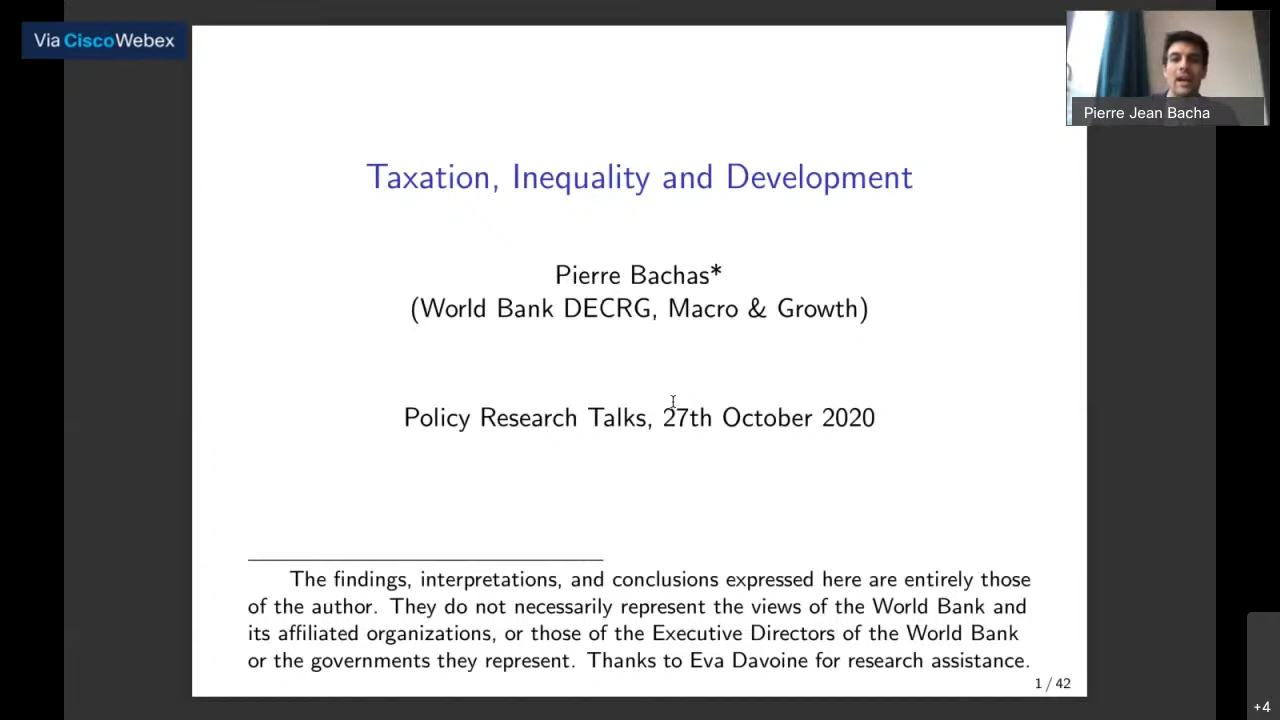 Via CiscoWebex
Pierre Jean Bacha
Taxation, Inequality and Development
Pierre Bachas*
(World Bank DECRG, Macro & Growth)
Policy Research Talks, 27th October 2020
The findings, interpretations, and conclusions expressed here are entirely those
of the author. They do not necessarily represent the views of the World Bank and
its affiliated organizations, or those of the Executive Directors of the World Bank
or the governments they represent. Thanks to Eva Davoine for research assistance.
1 / 42
+4